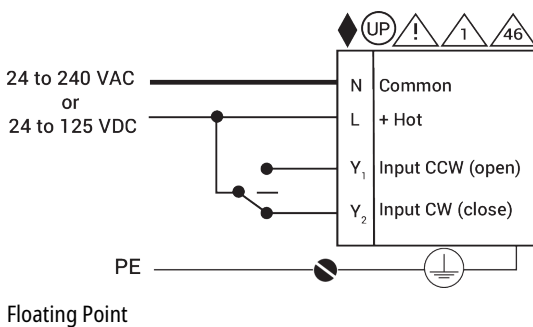 UP ! 1 46
24 to 240 VAC
or
24 to 125 VDC
N Common
L + Hot
Y1 Input CCW (open)
Y2 Input CW (close)
PE
Floating Point